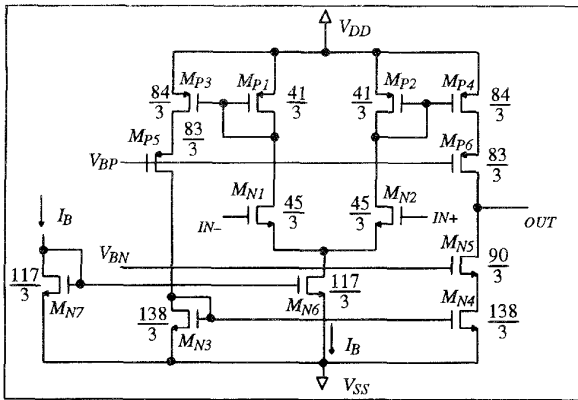 V_DD
M_P3 M_P1 M_P2 M_P4
84/3 41/3 41/3 84/3
M_P5 83/3 M_P6 83/3
V_BP
M_N1 M_N2
I_B IN– 45/3 45/3 IN+ OUT
V_BN M_N5 90/3
117/3 117/3
M_N7 M_N6 M_N4
138/3 M_N3 138/3
I_B
V_SS